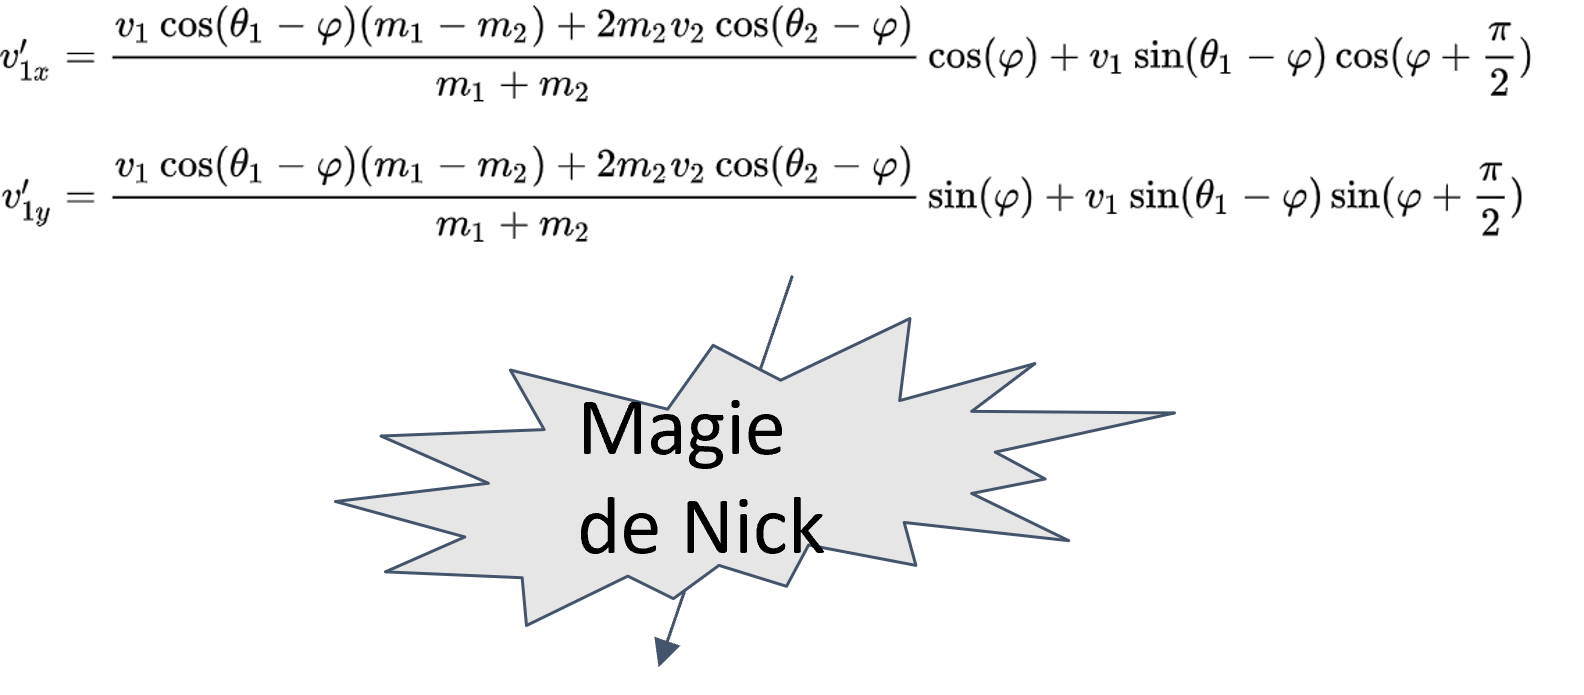 v′₁ₓ = \frac{v_1 \cos(\theta_1 - \varphi)(m_1 - m_2) + 2m_2 v_2 \cos(\theta_2 - \varphi)}{m_1 + m_2} \cos(\varphi) + v_1 \sin(\theta_1 - \varphi) \cos(\varphi + \frac{\pi}{2})
v'_{1y} = \frac{v_1 \cos(\theta_1 - \varphi)(m_1 - m_2) + 2m_2 v_2 \cos(\theta_2 - \varphi)}{m_1 + m_2} \sin(\varphi) + v_1 \sin(\theta_1 - \varphi) \sin(\varphi + \frac{\pi}{2})
Magie
de Nick